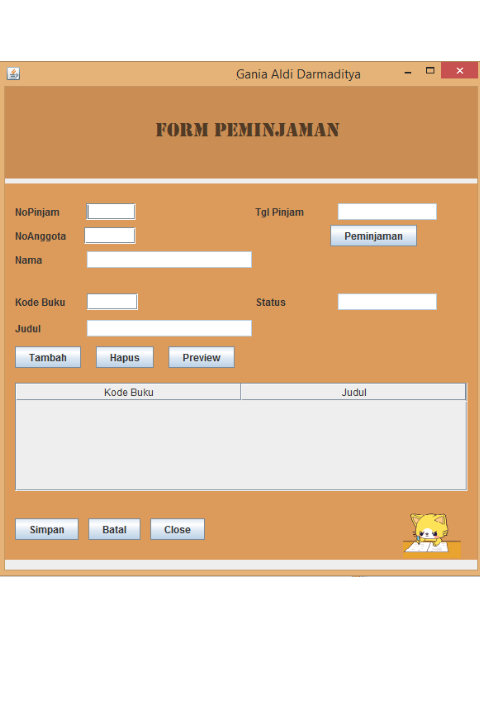 Gania Aldi Darmaditya
FORM PEMINJAMAN
NoPinjam Tgl Pinjam
NoAnggota Peminjaman
Nama
Kode Buku Status
Judul
Tambah Hapus Preview
Kode Buku Judul
Simpan Batal Close